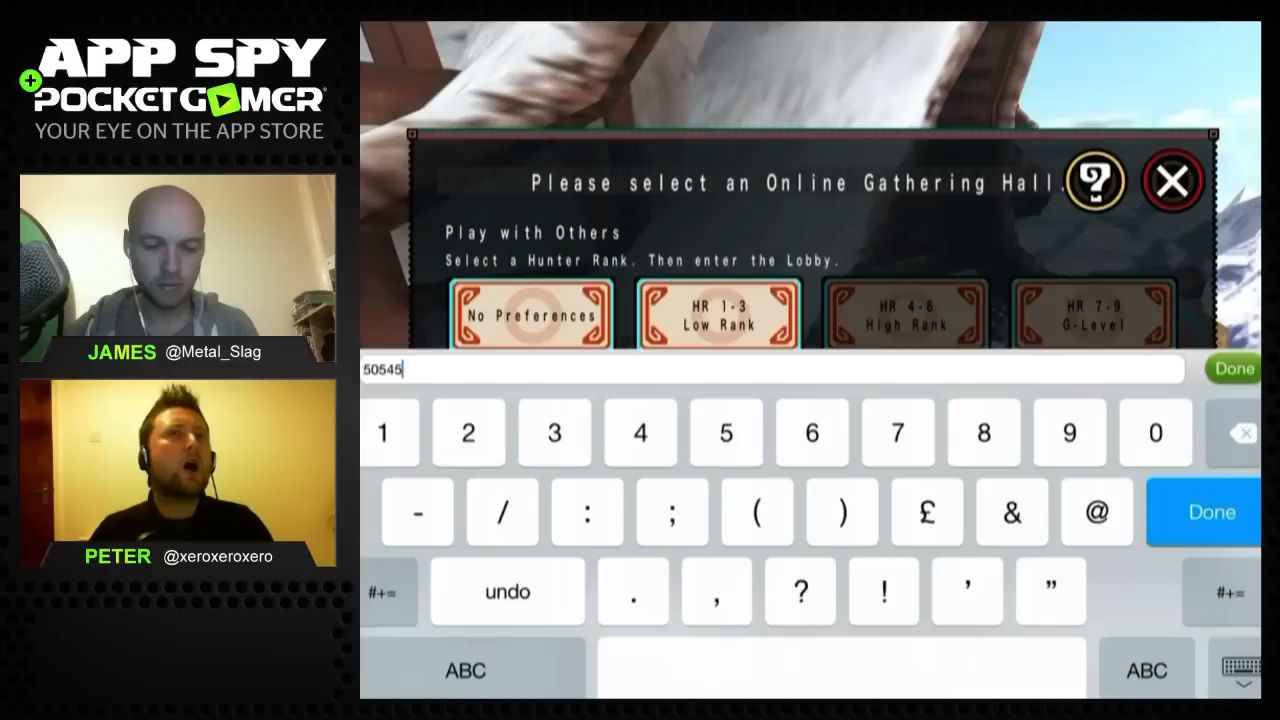 APP SPY
POCKET GAMER
YOUR EYE ON THE APP STORE
JAMES @Metal_Slag
PETER @xeroxeroxero
Please select an Online Gathering Hall.
Play with Others
Select a Hunter Rank. Then enter the Lobby.
No Preferences
HR 1-3
Low Rank
HR 4-6
High Rank
HR 7-9
G-Level
50545
Done
1 2 3 4 5 6 7 8 9 0
- / : ; ( ) £ & @ Done
#+= undo . , ? ! ’ ” #+=
ABC ABC